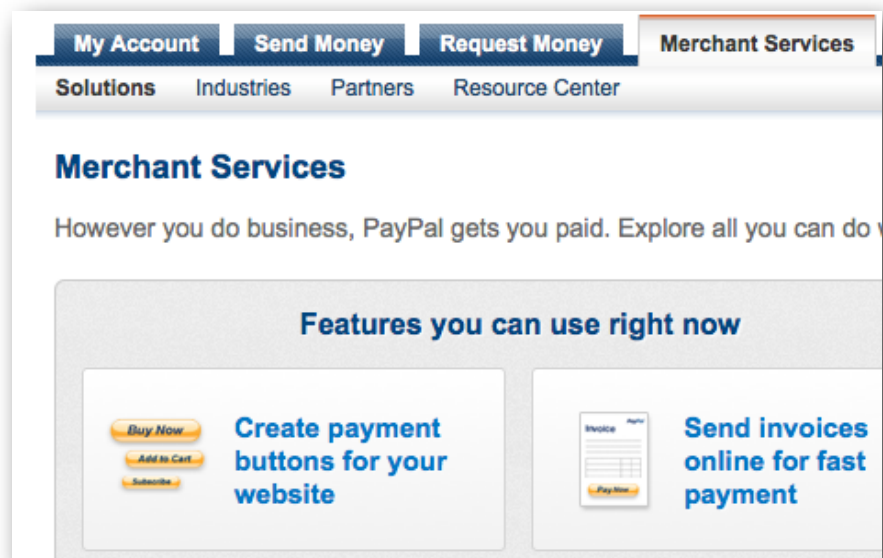 My Account Send Money Request Money Merchant Services
Solutions Industries Partners Resource Center
Merchant Services
However you do business, PayPal gets you paid. Explore all you can do
Features you can use right now
Buy Now
Add to Cart
Subscribe
Create payment
buttons for your
website
Invoice PayPal
Pay Now
Send invoices
online for fast
payment